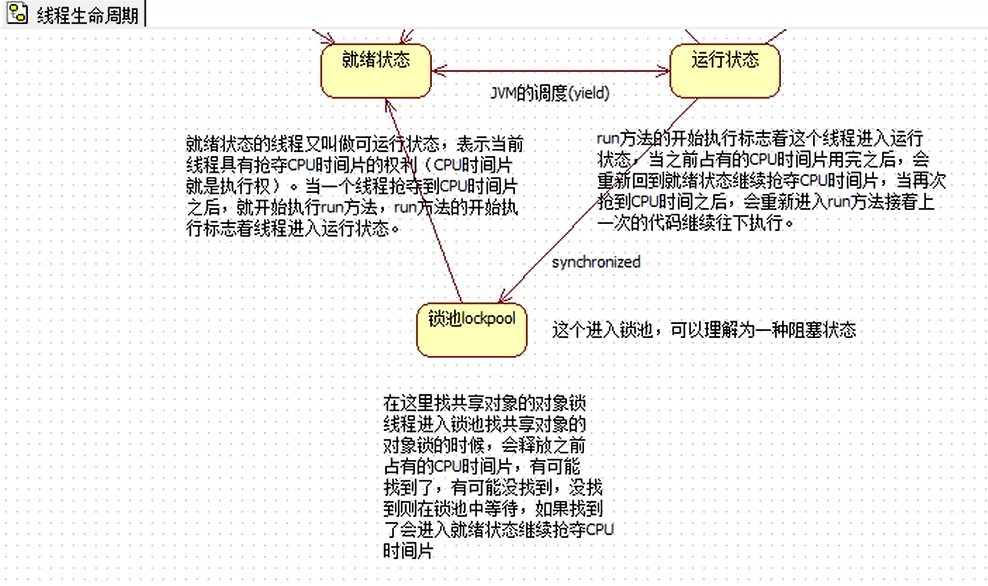 线程生命周期
就绪状态
运行状态
JVM的调度(yield)
就绪状态的线程又叫做可运行状态，表示当前
线程具有抢夺CPU时间片的权利（CPU时间片
就是执行权）。当一个线程抢夺到CPU时间片
之后，就开始执行run方法，run方法的开始执
行标志着线程进入运行状态。
run方法的开始执行标志着这个线程进入运行
状态，当之前占有的CPU时间片用完之后，会
重新回到就绪状态继续抢夺CPU时间片，当再次
抢到CPU时间之后，会重新进入run方法接着上
一次的代码继续往下执行。
synchronized
锁池lockpool
这个进入锁池，可以理解为一种阻塞状态
在这里找共享对象的对象锁
线程进入锁池找共享对象的
对象锁的时候，会释放之前
占有的CPU时间片，有可能
找到了，有可能没找到，没找
到则在锁池中等待，如果找到
了会进入就绪状态继续抢夺CPU
时间片